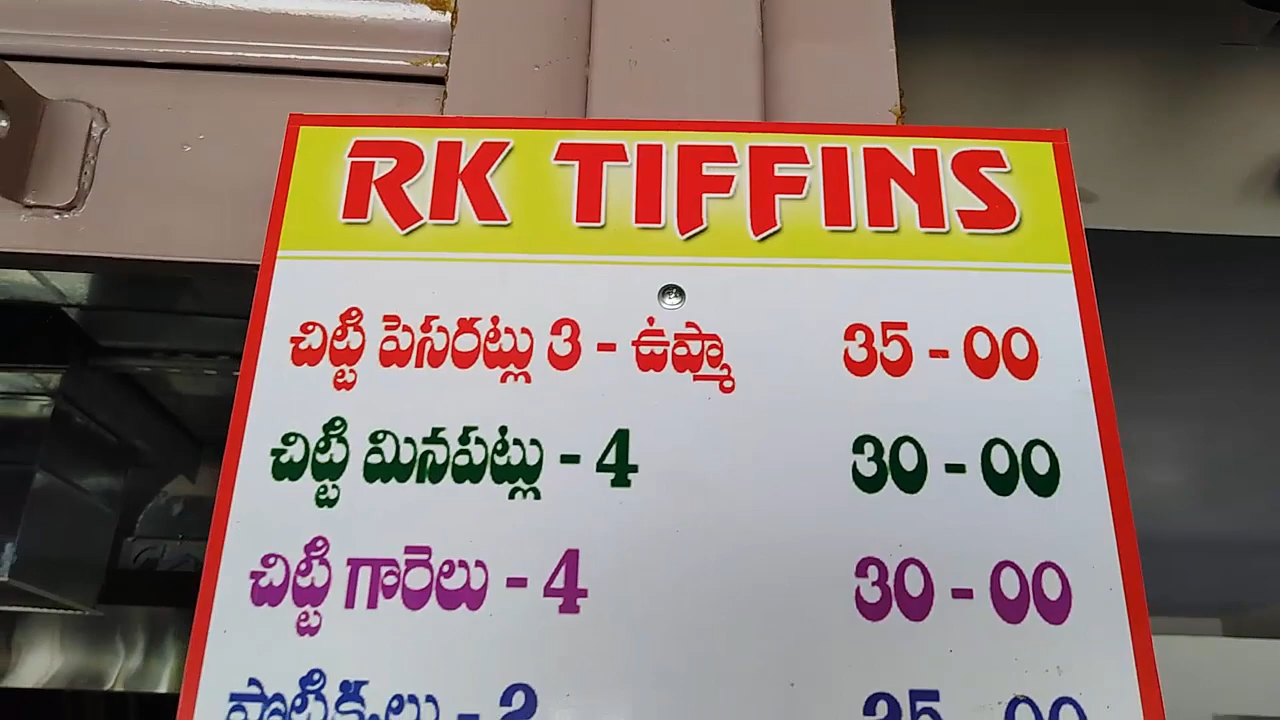 RK TIFFINS
చిట్టి పెసరట్లు 3 - ఉప్మా 35 - 00
చిట్టి మినపట్లు - 4 30 - 00
చిట్టి గారెలు - 4 30 - 00